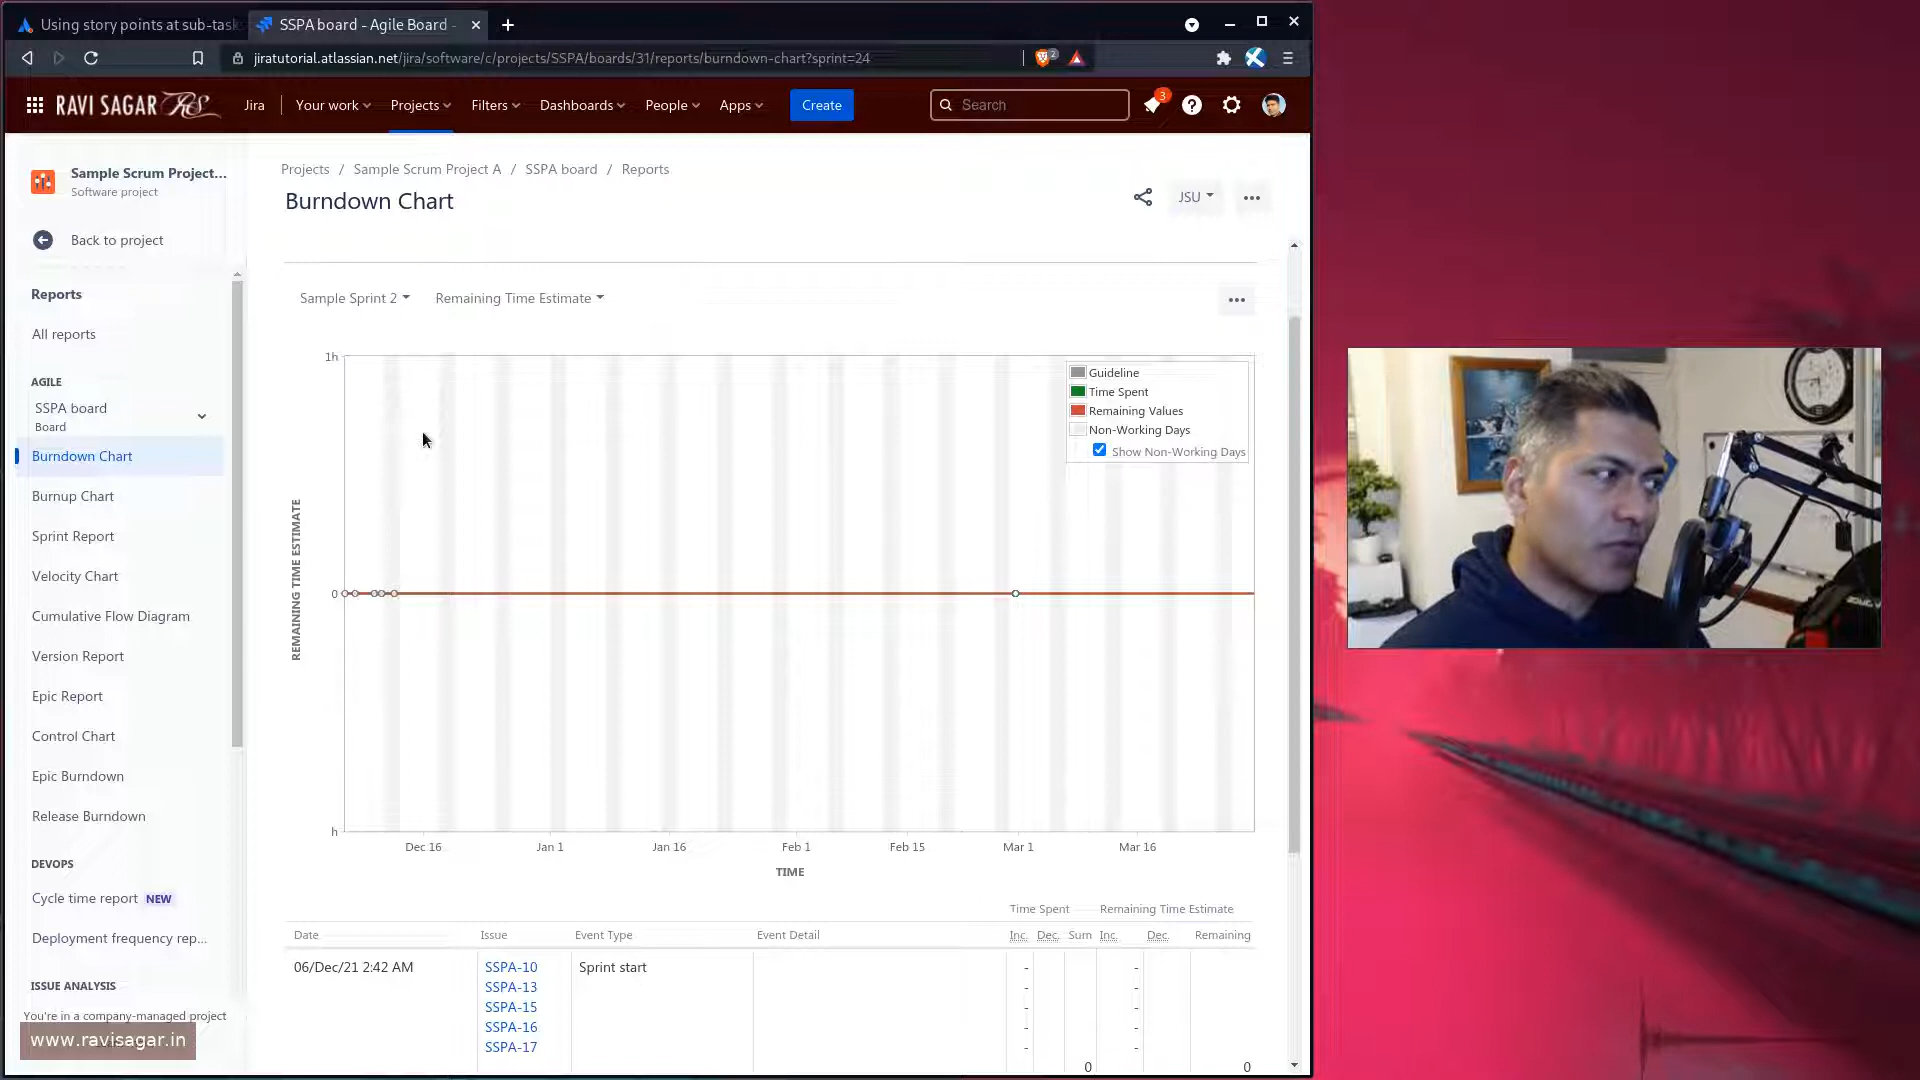 Using story points at sub-task
SSPA board - Agile Board -
jiratutorial.atlassian.net/jira/software/c/projects/SSPA/boards/31/reports/burndown-chart?sprint=24
2
RAVI SAGAR RS
Jira
Your work
Projects
Filters
Dashboards
People
Apps
Create
Search
3
Sample Scrum Project...
Software project
Back to project
Reports
All reports
AGILE
SSPA board
Board
Burndown Chart
Burnup Chart
Sprint Report
Velocity Chart
Cumulative Flow Diagram
Version Report
Epic Report
Control Chart
Epic Burndown
Release Burndown
DEVOPS
Cycle time report NEW
Deployment frequency rep...
ISSUE ANALYSIS
You're in a company-managed project
www.ravisagar.in
Projects / Sample Scrum Project A / SSPA board / Reports
Burndown Chart
JSU
Sample Sprint 2
Remaining Time Estimate
1h
0
h
REMAINING TIME ESTIMATE
Guideline
Time Spent
Remaining Values
Non-Working Days
Show Non-Working Days
Dec 16
Jan 1
Jan 16
Feb 1
Feb 15
Mar 1
Mar 16
TIME
Time Spent Remaining Time Estimate
Date Issue Event Type Event Detail Inc. Dec. Sum Inc. Dec. Remaining
06/Dec/21 2:42 AM SSPA-10 Sprint start - -
SSPA-13 - -
SSPA-15 - -
SSPA-16 - -
SSPA-17 - -
0 0